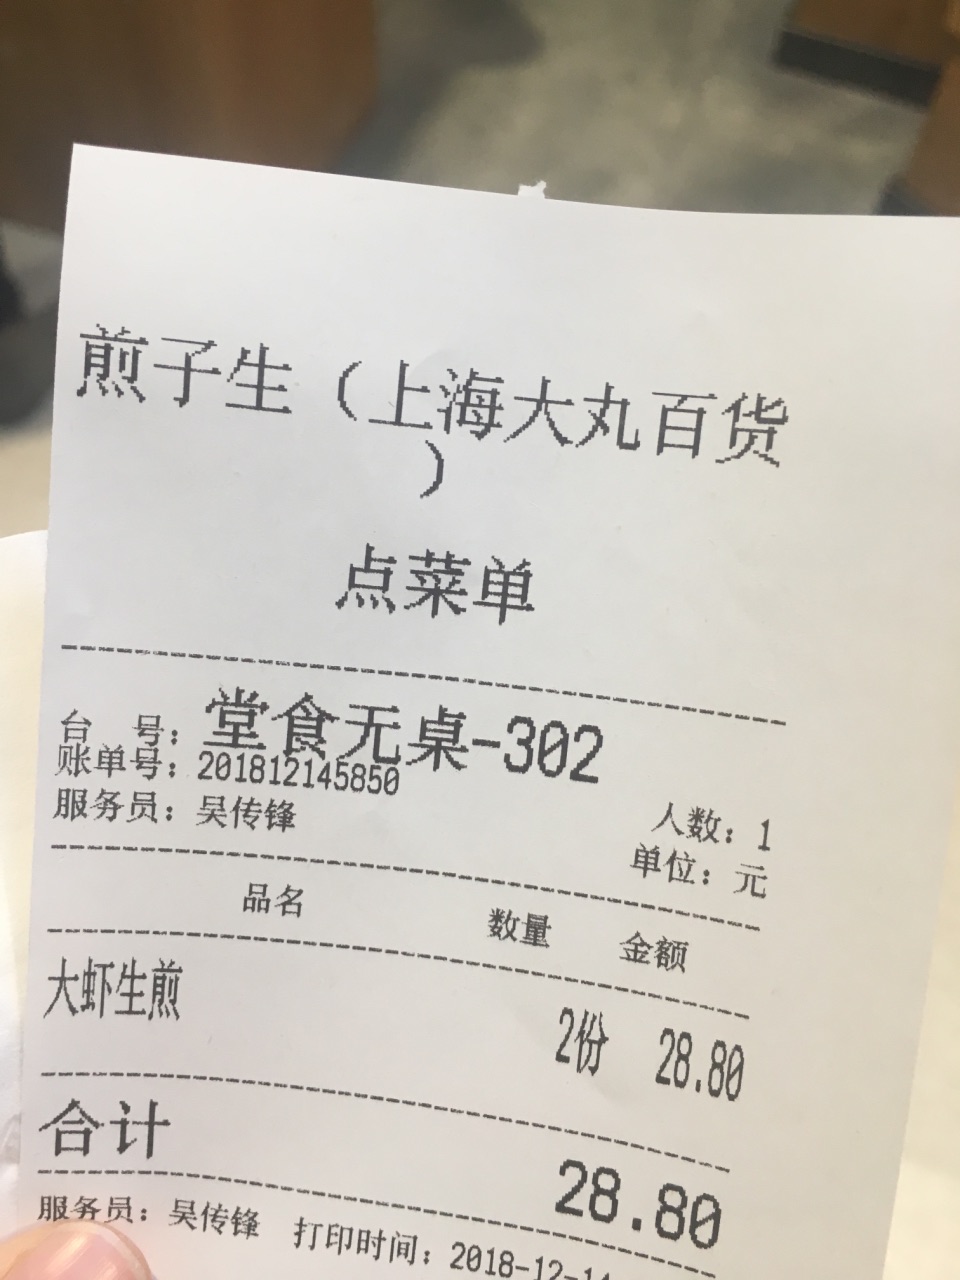 煎子生（上海大丸百货
）
点菜单
台 号：堂食无桌-302
账单号：201812145850
服务员：吴传锋 人数：1
单位：元
品名 数量 金额
大虾生煎 2份 28.80
合计 28.80
服务员：吴传锋 打印时间：2018-12-14